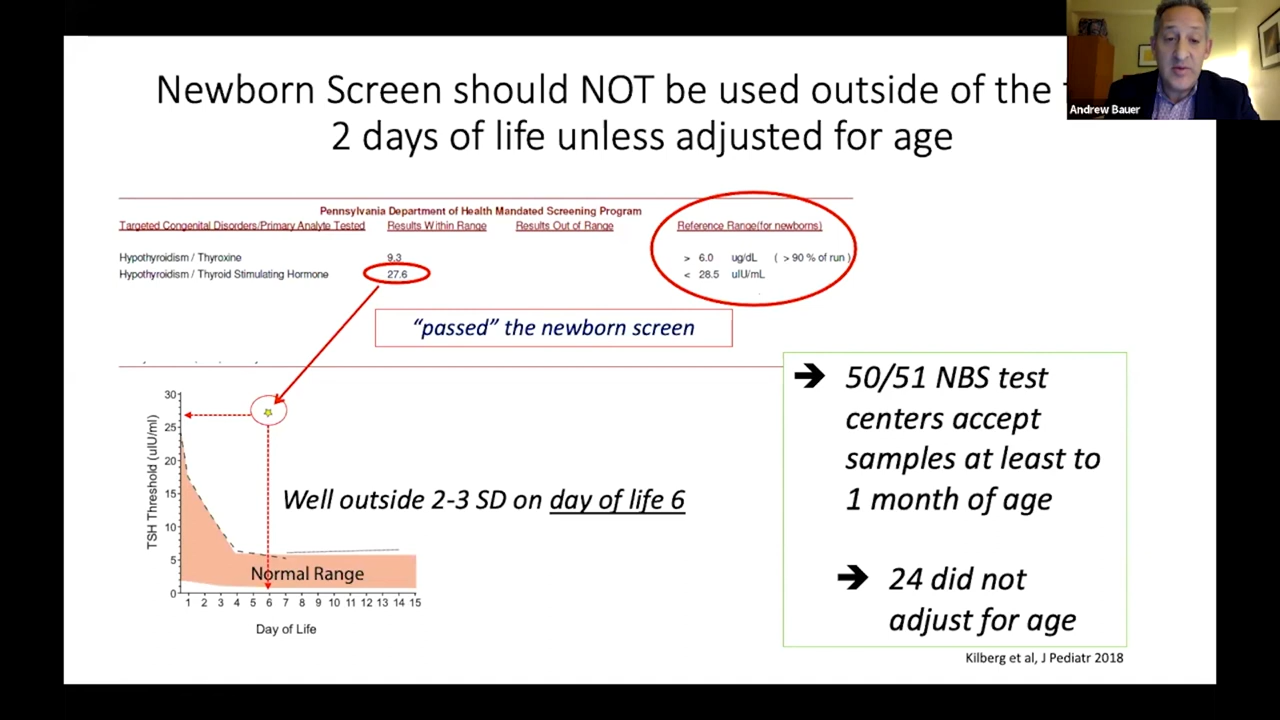 Newborn Screen should NOT be used outside of the
2 days of life unless adjusted for age
Andrew Bauer
Pennsylvania Department of Health Mandated Screening Program
Targeted Congenital Disorders/Primary Analyte Tested Results Within Range Results Out of Range Reference Range(for newborns)
Hypothyroidism / Thyroxine 9.3 > 6.0 ug/dL ( > 90 % of run )
Hypothyroidism / Thyroid Stimulating Hormone 27.6 < 28.5 uIU/mL
“passed” the newborn screen
➔ 50/51 NBS test
centers accept
samples at least to
1 month of age
➔ 24 did not
adjust for age
TSH Threshold (uIU/ml)
30
25
20
15
10
5
0
Well outside 2-3 SD on day of life 6
Normal Range
1 2 3 4 5 6 7 8 9 10 11 12 13 14 15
Day of Life
Kilberg et al, J Pediatr 2018